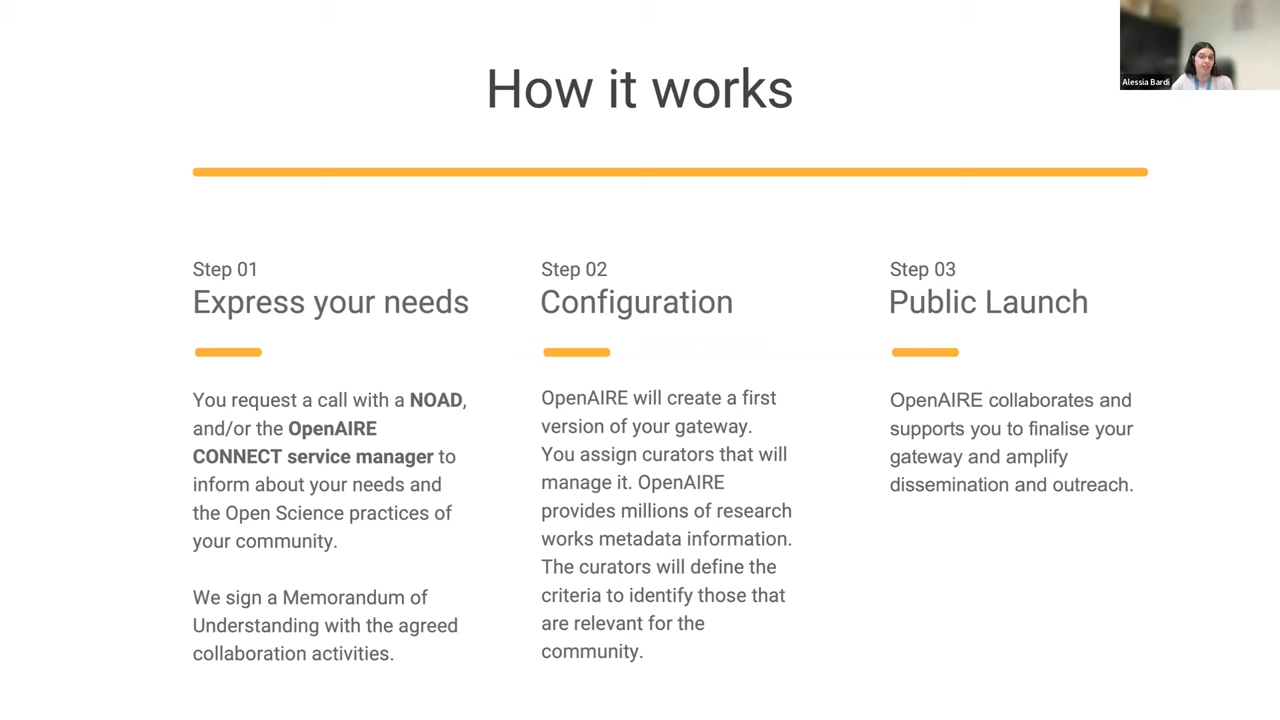 How it works
Alessia Bardi
Step 01
Express your needs
You request a call with a NOAD,
and/or the OpenAIRE
CONNECT service manager to
inform about your needs and
the Open Science practices of
your community.
We sign a Memorandum of
Understanding with the agreed
collaboration activities.
Step 02
Configuration
OpenAIRE will create a first
version of your gateway.
You assign curators that will
manage it. OpenAIRE
provides millions of research
works metadata information.
The curators will define the
criteria to identify those that
are relevant for the
community.
Step 03
Public Launch
OpenAIRE collaborates and
supports you to finalise your
gateway and amplify
dissemination and outreach.